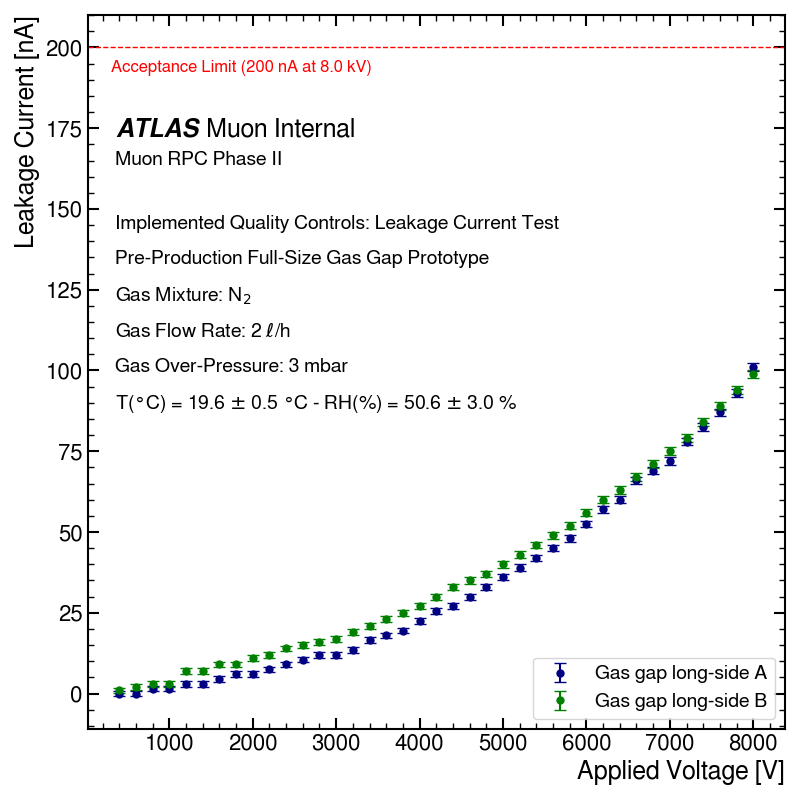 Leakage Current [nA]
200
175
150
125
100
75
50
25
0
Acceptance Limit (200 nA at 8.0 kV)
ATLAS Muon Internal
Muon RPC Phase II
Implemented Quality Controls: Leakage Current Test
Pre-Production Full-Size Gas Gap Prototype
Gas Mixture: N₂
Gas Flow Rate: 2 ℓ/h
Gas Over-Pressure: 3 mbar
T(°C) = 19.6 ± 0.5 °C - RH(%) = 50.6 ± 3.0 %
Gas gap long-side A
Gas gap long-side B
1000 2000 3000 4000 5000 6000 7000 8000
Applied Voltage [V]